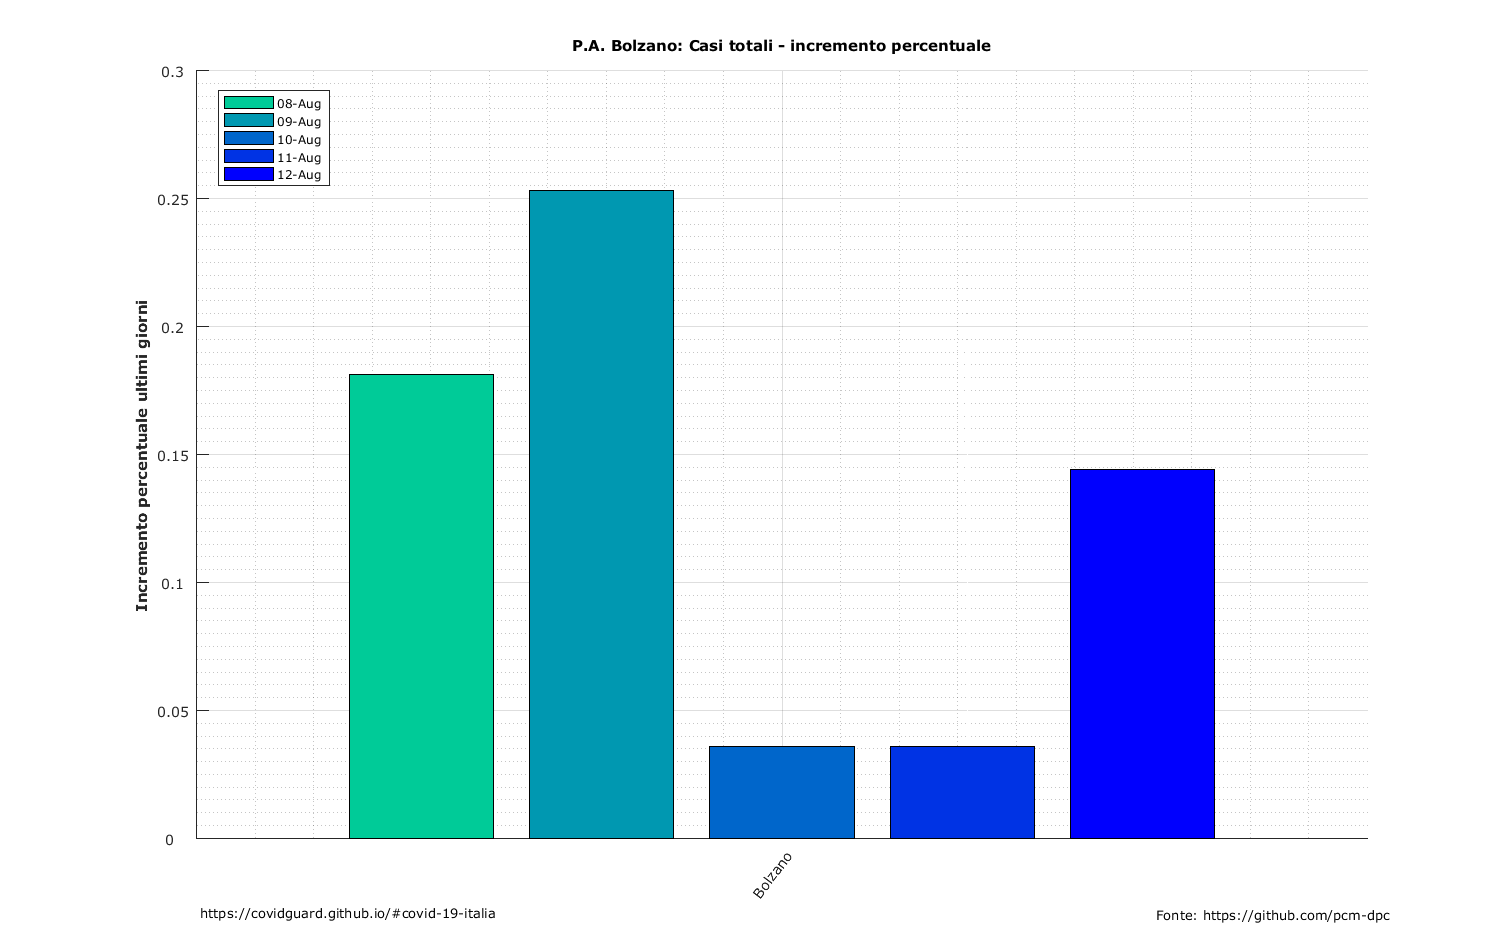 P.A. Bolzano: Casi totali - incremento percentuale
0.3
0.25
0.2
0.15
0.1
0.05
0
08-Aug
09-Aug
10-Aug
11-Aug
12-Aug
Incremento percentuale ultimi giorni
Bolzano
https://covidguard.github.io/#covid-19-italia
Fonte: https://github.com/pcm-dpc